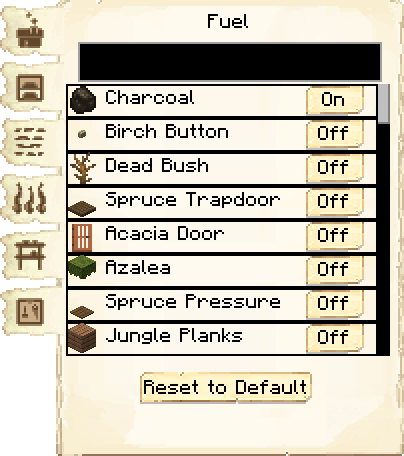 Fuel
Charcoal On
Birch Button Off
Dead Bush Off
Spruce Trapdoor Off
Acacia Door Off
Azalea Off
Spruce Pressure Off
Jungle Planks Off
Reset to Default